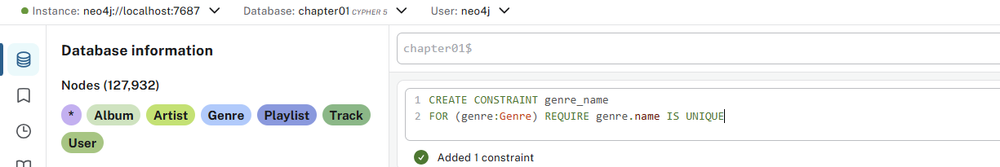 Instance: neo4j://localhost:7687 Database: chapter01 CYPHER 5 User: neo4j
Database information
Nodes (127,932)
* Album Artist Genre Playlist Track
User
chapter01$
1 CREATE CONSTRAINT genre_name
2 FOR (genre:Genre) REQUIRE genre.name IS UNIQUE
Added 1 constraint